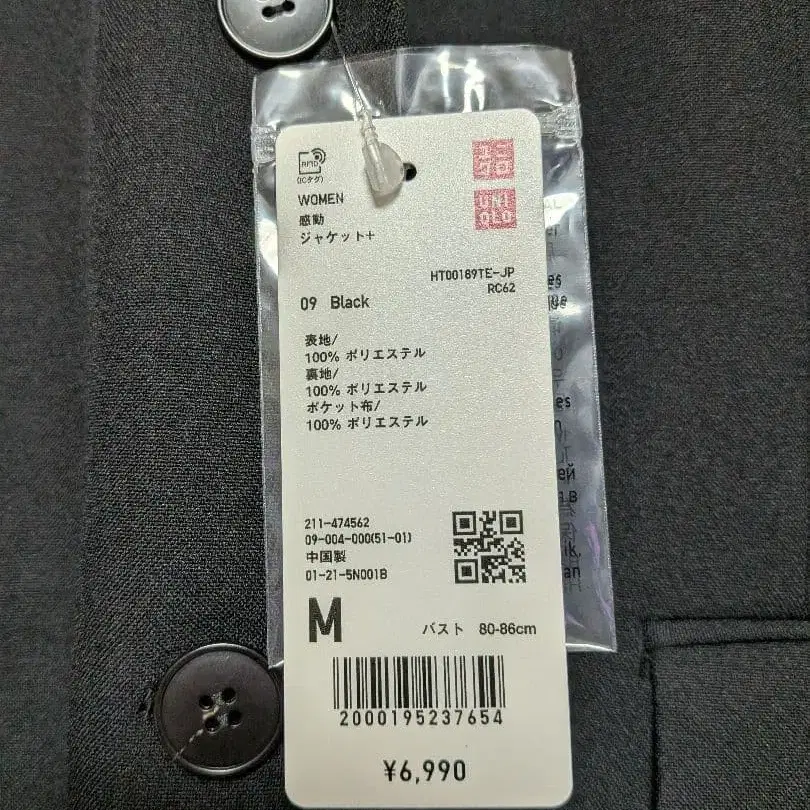 RFID
(ICタグ)
ユニ
クロ
UNI
QLO
WOMEN
感動
ジャケット+
HT00189TE-JP
RC62
09 Black
表地/
100% ポリエステル
裏地/
100% ポリエステル
ポケット布/
100% ポリエステル
211-474562
09-004-000(51-01)
中国製
01-21-5N001B
M
バスト 80-86cm
2000195237654
¥6,990